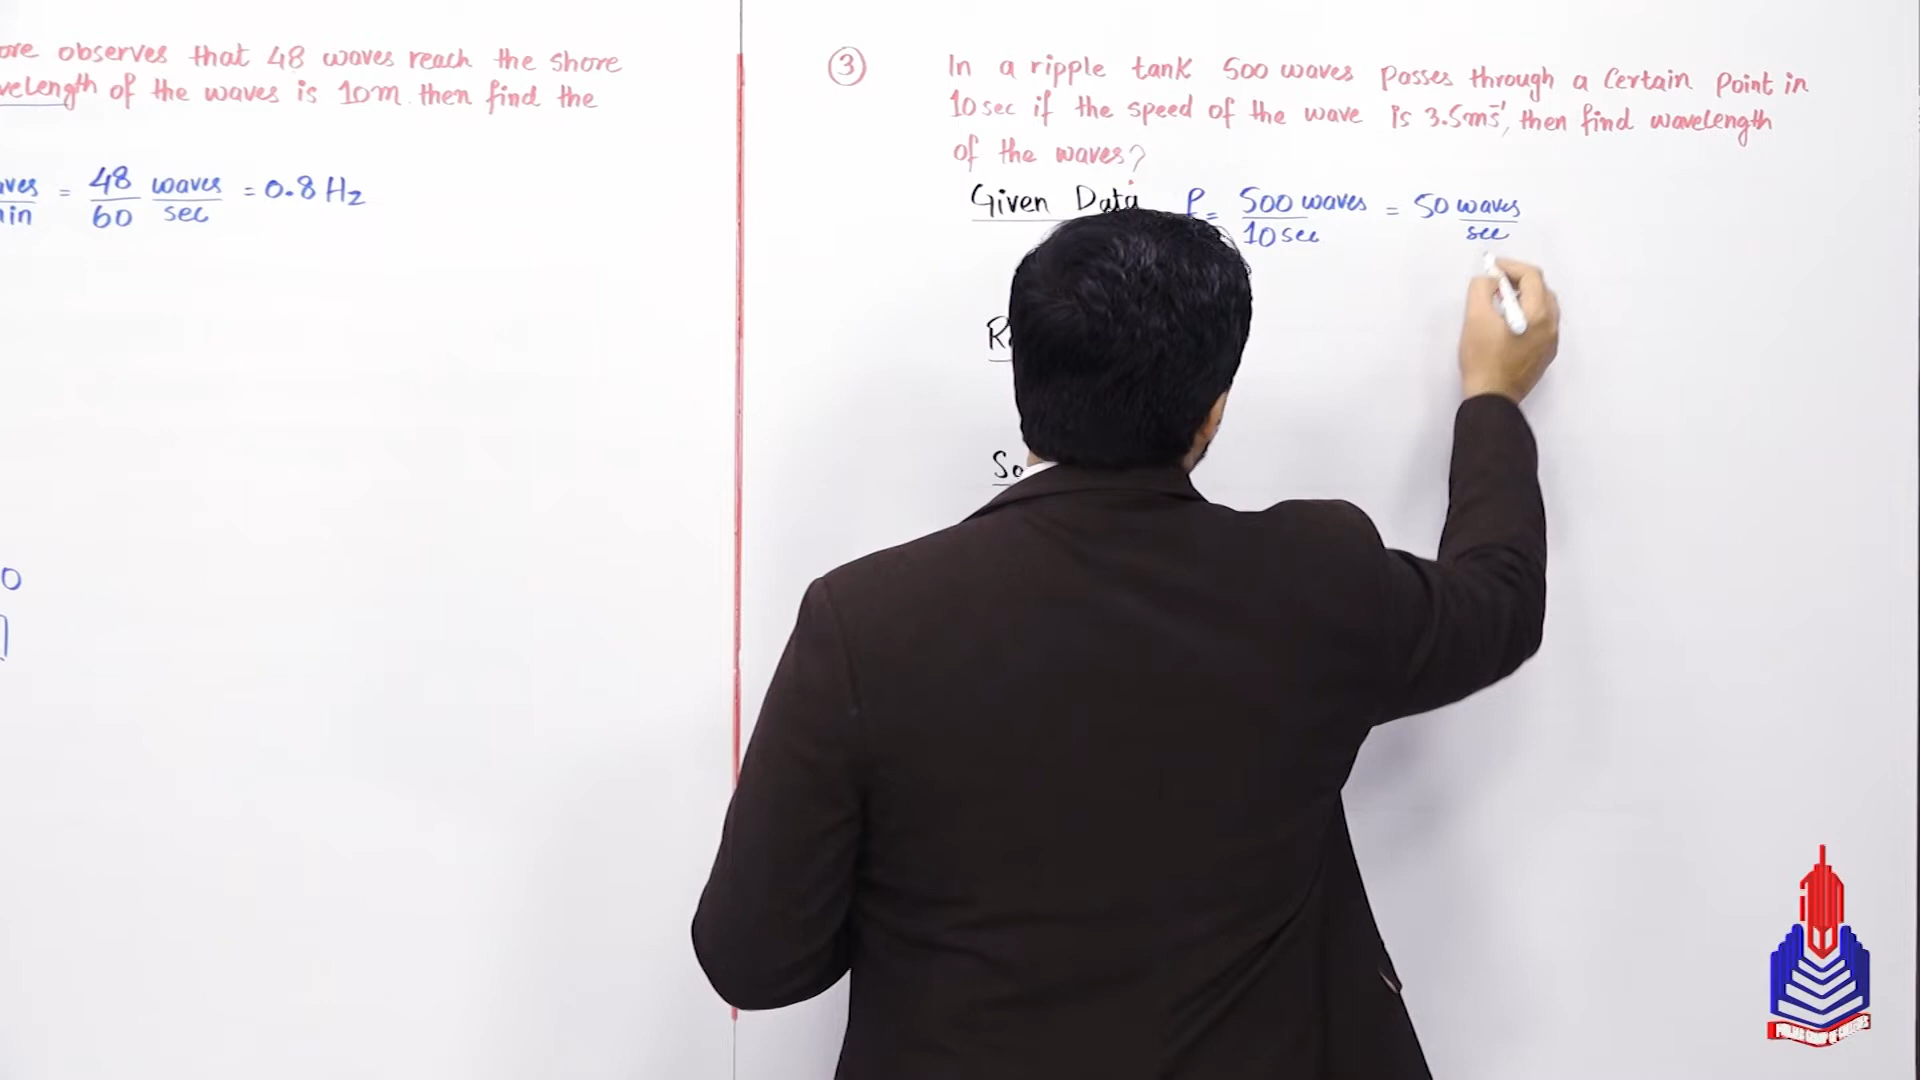 ore observes that 48 waves reach the shore
velength of the waves is 10m then find the
= 48/60 waves/sec = 0.8 Hz
0
3
In a ripple tank 500 waves passes through a Certain point in
10 sec if the speed of the wave is 3.5ms⁻¹, then find wavelength
of the waves?
Given Data
f = 500 waves/10 sec = 50 waves/sec
R
So